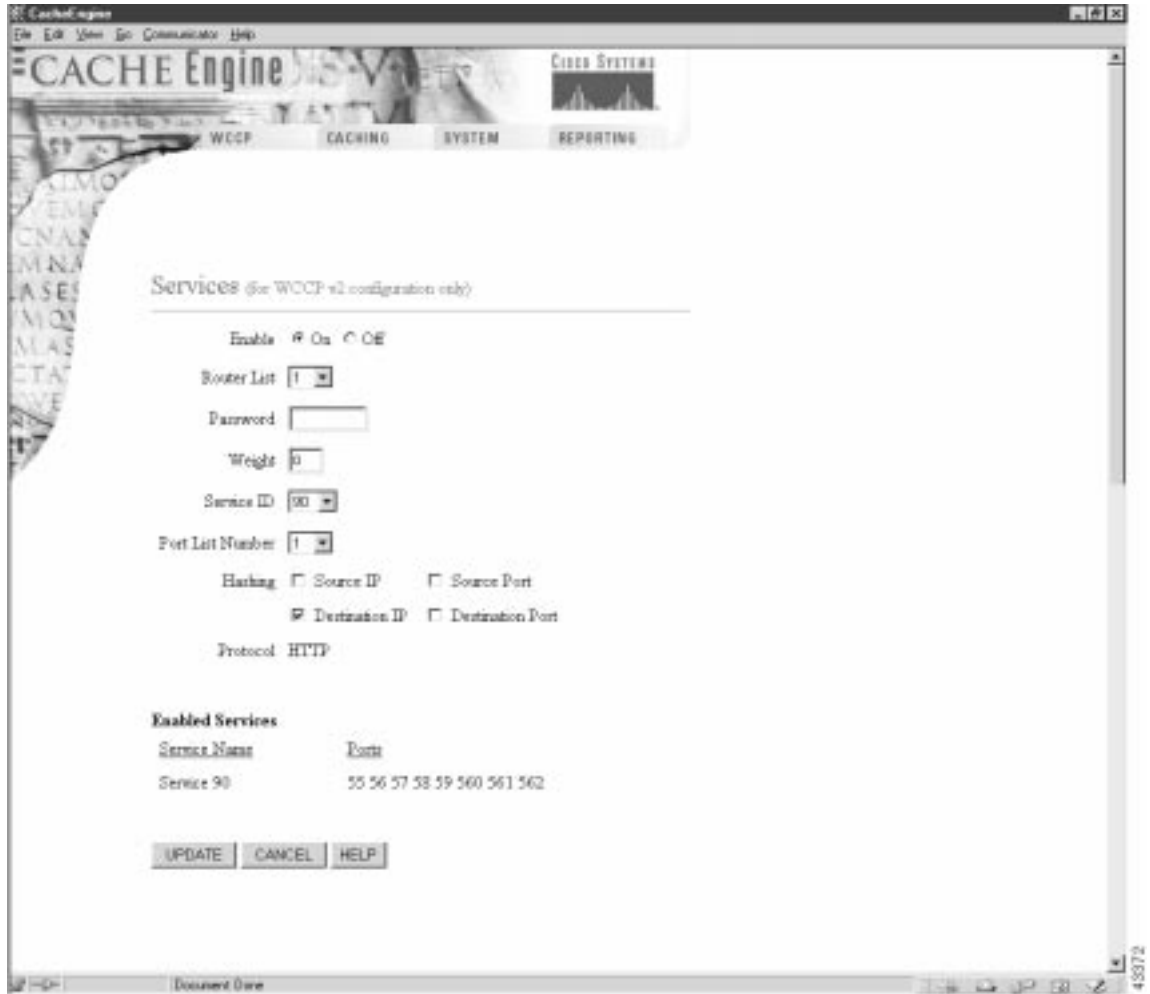 CacheEngine
File Edit View Go Communicator Help
CACHE Engine
CISCO SYSTEMS
WCCP CACHING SYSTEM REPORTING
Services (for WCCP v2 configuration only)
Enable On Off
Router List 1
Password
Weight 0
Service ID 90
Port List Number 1
Hashing Source IP Source Port
Destination IP Destination Port
Protocol HTTP
Enabled Services
Service Name Ports
Service 90 55 56 57 58 59 560 561 562
UPDATE CANCEL HELP
Document Done
43372